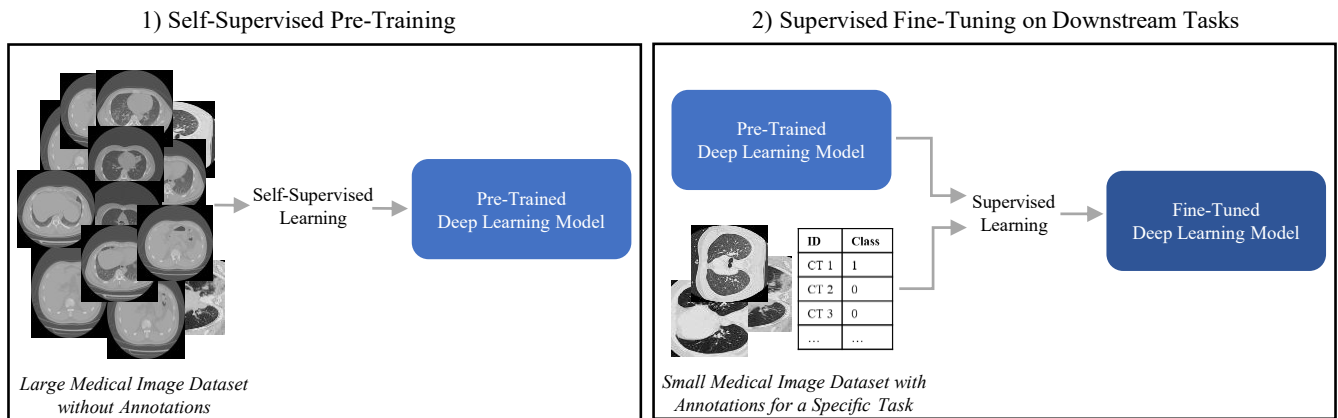 1) Self-Supervised Pre-Training
Self-Supervised
Learning
Pre-Trained
Deep Learning Model
Large Medical Image Dataset
without Annotations
2) Supervised Fine-Tuning on Downstream Tasks
Pre-Trained
Deep Learning Model
ID Class
CT 1 1
CT 2 0
CT 3 0
... ...
Small Medical Image Dataset with
Annotations for a Specific Task
Supervised
Learning
Fine-Tuned
Deep Learning Model